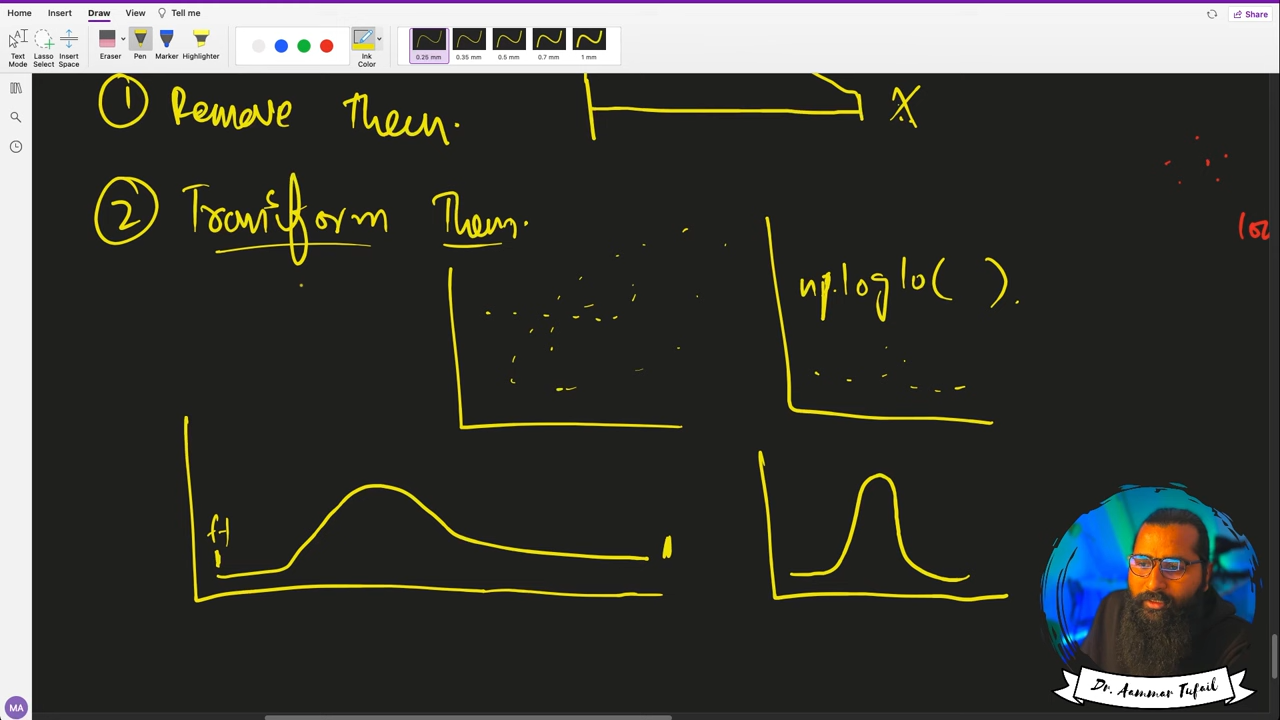 Home Insert Draw View Tell me
Share
Text Mode
Lasso Select
Insert Space
Eraser
Pen
Marker
Highlighter
Ink Color
0.25 mm
0.35 mm
0.5 mm
0.7 mm
1 mm
① Remove Them.
X
② Transform Them.
np.log10( ).
MA
Dr. Aammar Tufail